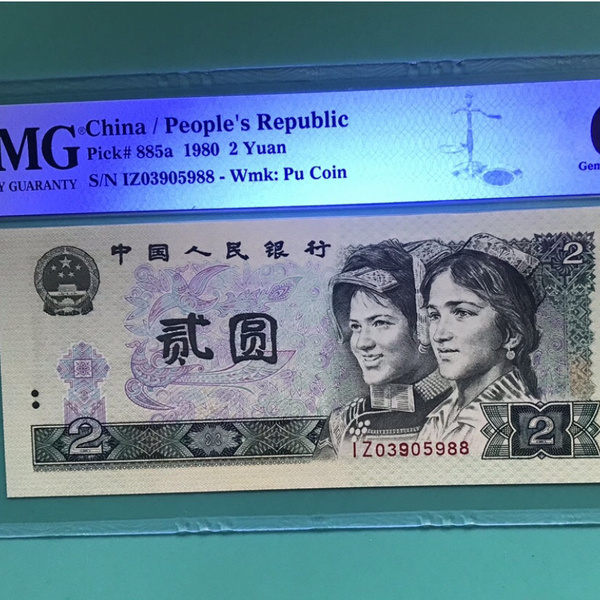 MG® China / People's Republic
Pick# 885a 1980 2 Yuan
Y GUARANTY S/N IZ03905988 - Wmk: Pu Coin
Gem
中国人民银行
2
贰圆
2
2
IZ03905988